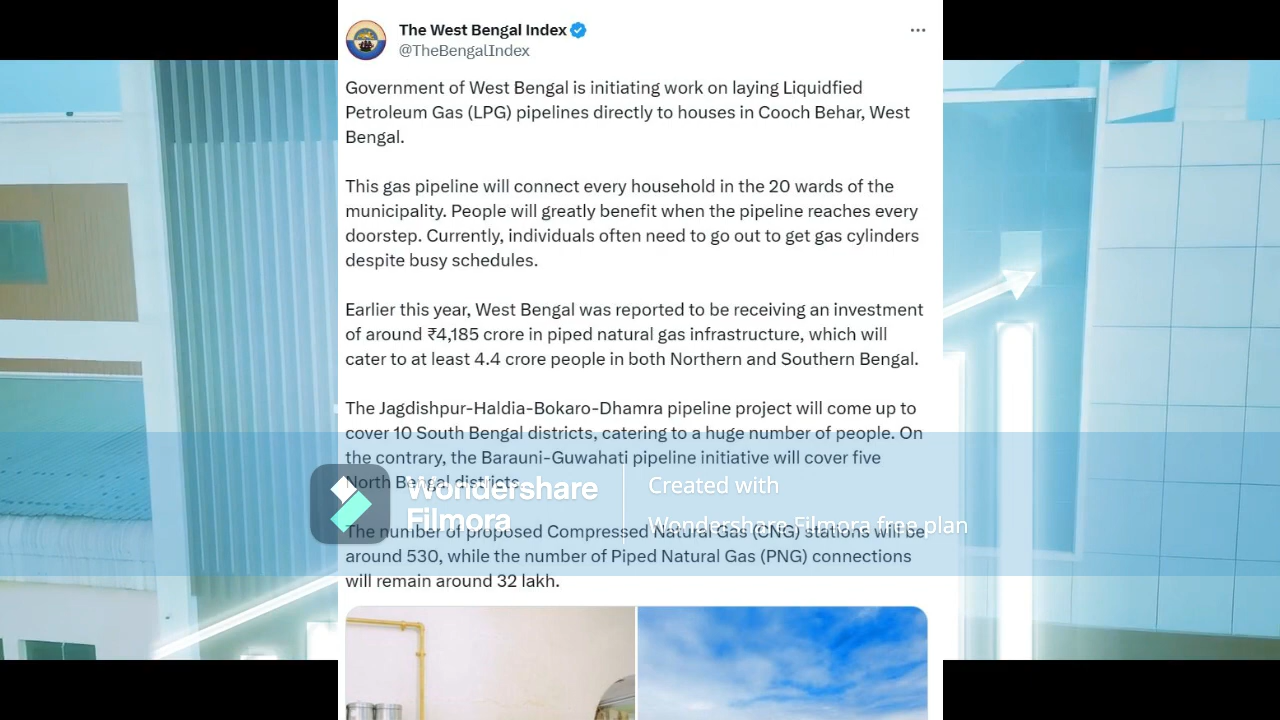 The West Bengal Index
@TheBengalIndex
Government of West Bengal is initiating work on laying Liquidfied
Petroleum Gas (LPG) pipelines directly to houses in Cooch Behar, West
Bengal.
This gas pipeline will connect every household in the 20 wards of the
municipality. People will greatly benefit when the pipeline reaches every
doorstep. Currently, individuals often need to go out to get gas cylinders
despite busy schedules.
Earlier this year, West Bengal was reported to be receiving an investment
of around ₹4,185 crore in piped natural gas infrastructure, which will
cater to at least 4.4 crore people in both Northern and Southern Bengal.
The Jagdishpur-Haldia-Bokaro-Dhamra pipeline project will come up to
cover 10 South Bengal districts, catering to a huge number of people. On
the contrary, the Barauni-Guwahati pipeline initiative will cover five
North Bengal districts.
The number of proposed Compressed Natural Gas (CNG) stations will be
around 530, while the number of Piped Natural Gas (PNG) connections
will remain around 32 lakh.
Wondershare
Filmora
Created with
Wondershare Filmora free plan